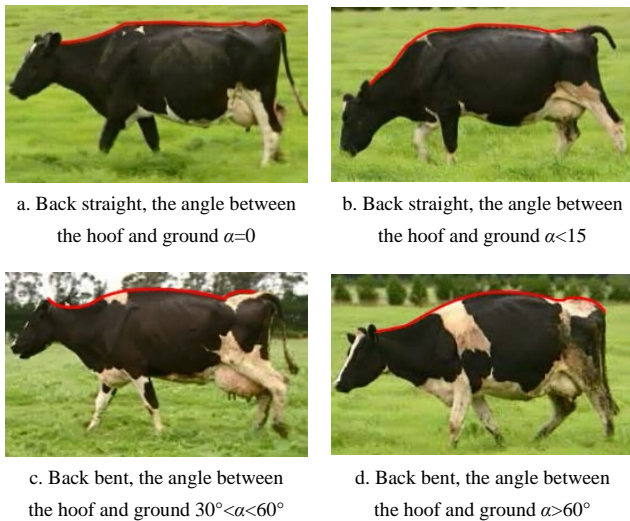 a. Back straight, the angle between
the hoof and ground α=0
b. Back straight, the angle between
the hoof and ground α<15
c. Back bent, the angle between
the hoof and ground 30°<α<60°
d. Back bent, the angle between
the hoof and ground α>60°